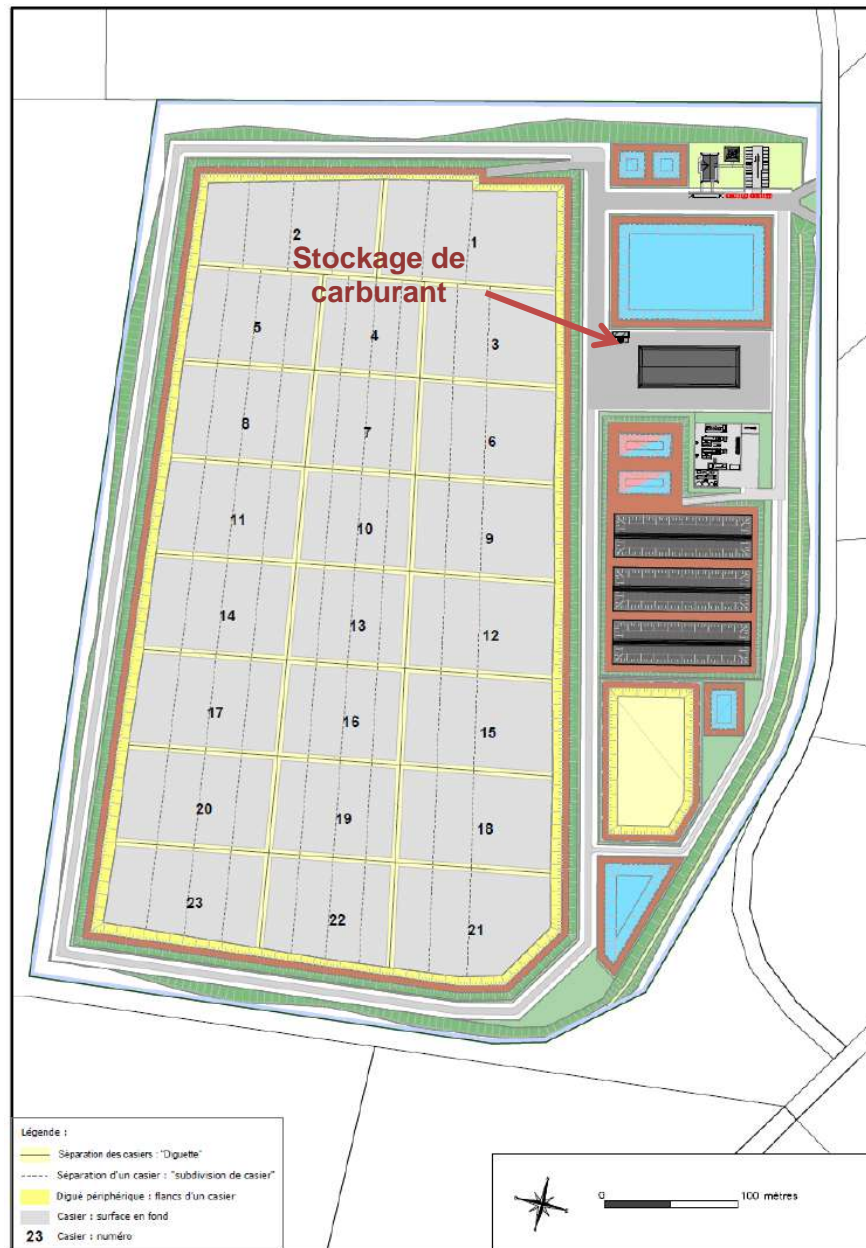 2
1
Stockage de
carburant
5
4
3
8
7
6
11
10
9
14
13
12
17
16
15
20
19
18
23
22
21
Légende :
Séparation des casiers : "Diguette"
Séparation d'un casier : "subdivision de casier"
Digue périphérique : flancs d'un casier
Casier : surface en fond
23 Casier : numéro
0 100 mètres